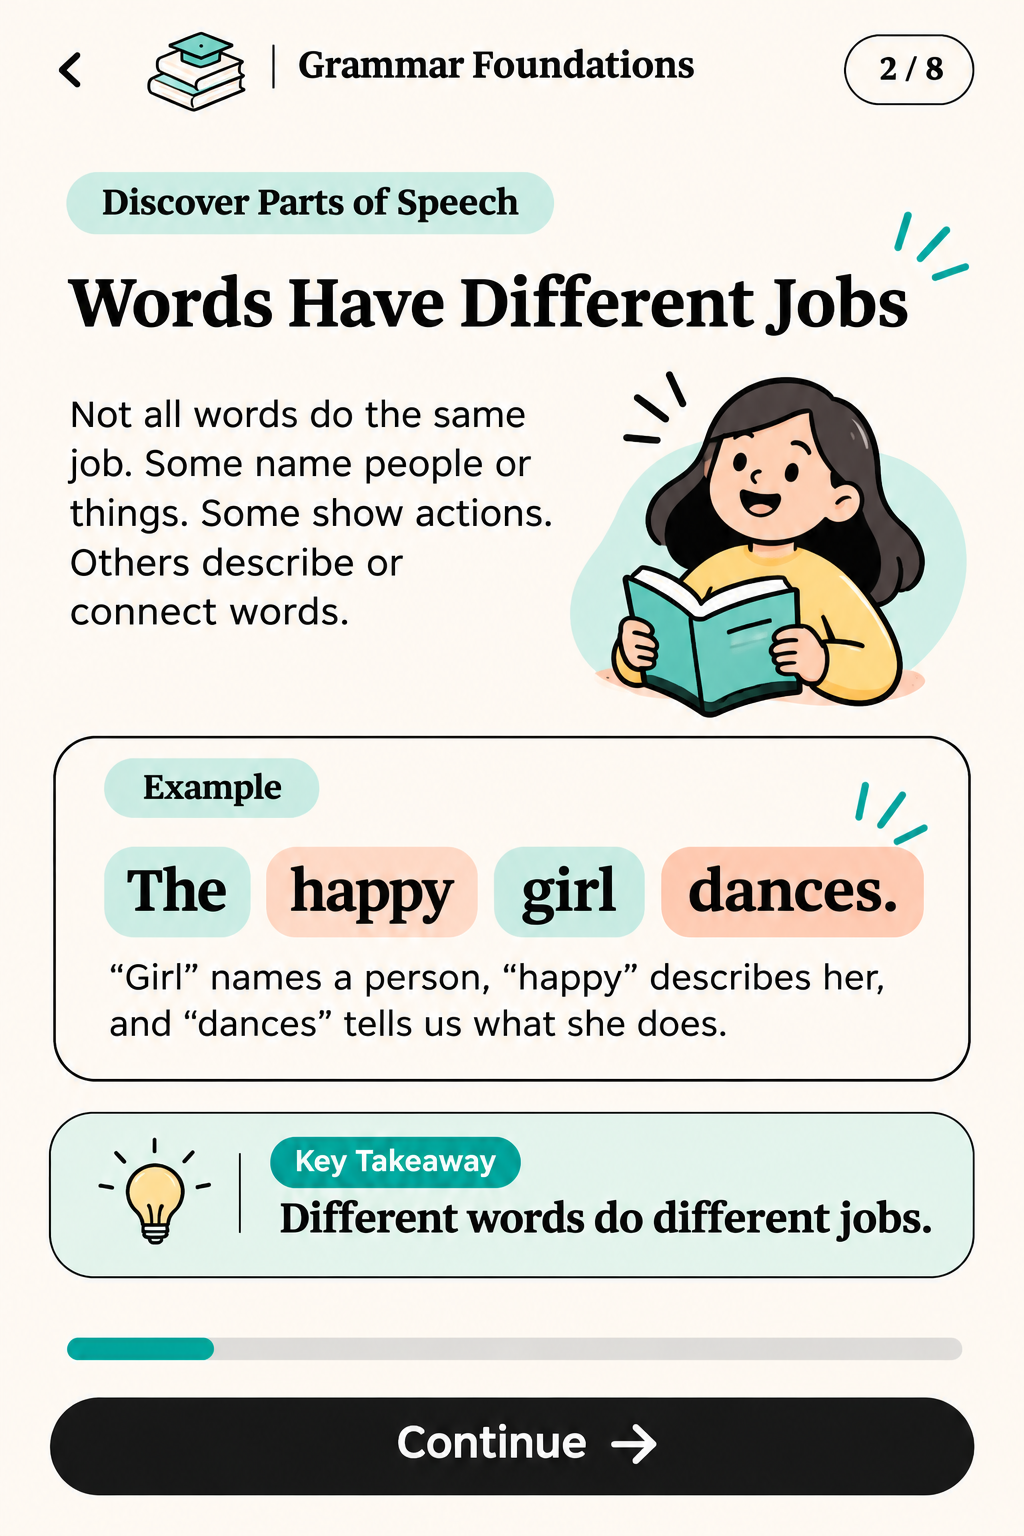 Grammar Foundations
2 / 8
Discover Parts of Speech
Words Have Different Jobs
Not all words do the same
job. Some name people or
things. Some show actions.
Others describe or
connect words.
Example
The happy girl dances.
“Girl” names a person, “happy” describes her,
and “dances” tells us what she does.
Key Takeaway
Different words do different jobs.
Continue →